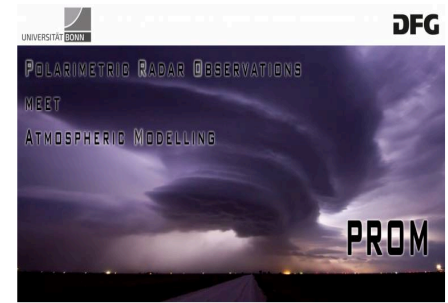 UNIVERSITÄT BONN
DFG
POLARIMETRIC RADAR OBSERVATIONS
MEET
ATMOSPHERIC MODELLING
PROM